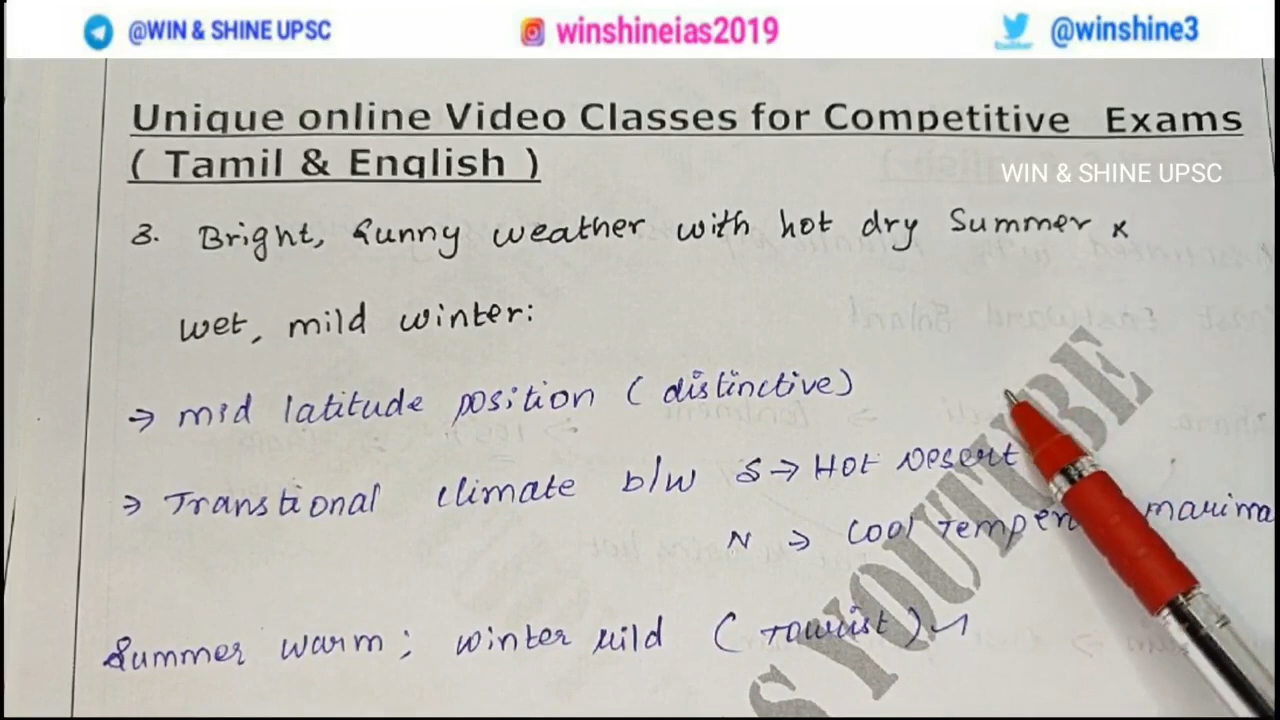 @WIN & SHINE UPSC winshineias2019 @winshine3
Unique online Video Classes for Competitive Exams
( Tamil & English )
WIN & SHINE UPSC
3. Bright, Sunny weather with hot dry Summer x
wet, mild winter:
→ mid latitude position ( distinctive )
→ Transtional climate b/w S → Hot Desert
N → Cool Temper marima
Summer warm ; winter mild ( Tourist )
S YOUTUBE